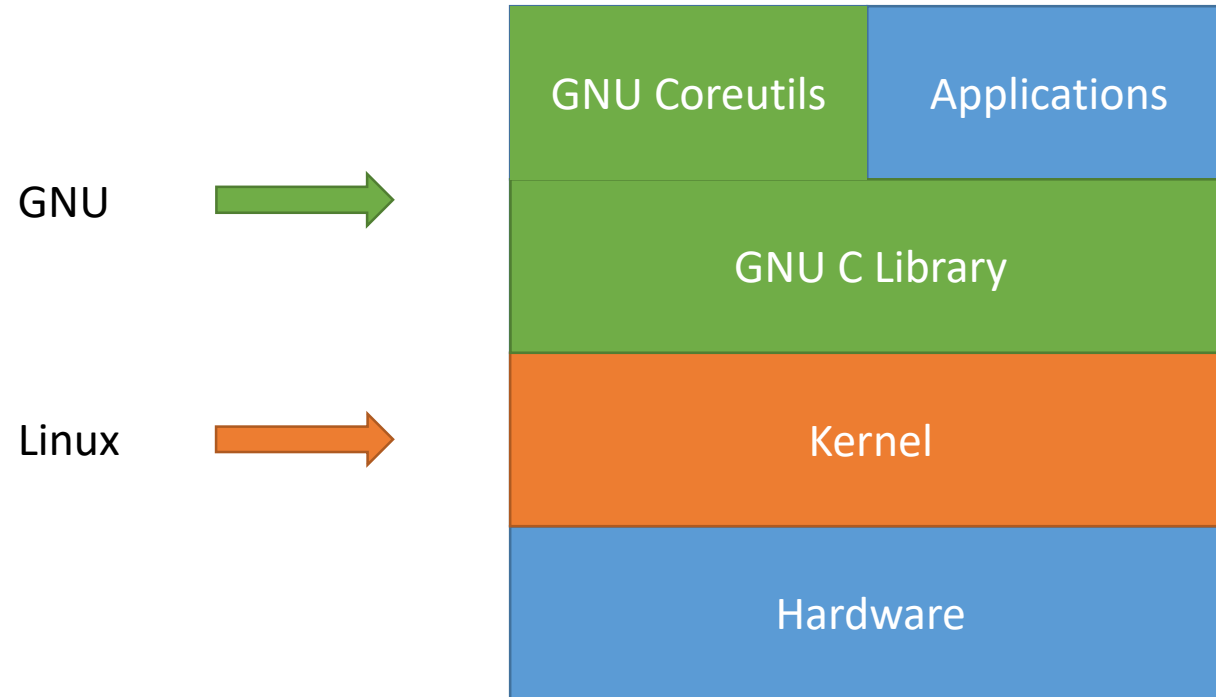 GNU Coreutils
Applications
GNU
GNU C Library
Linux
Kernel
Hardware